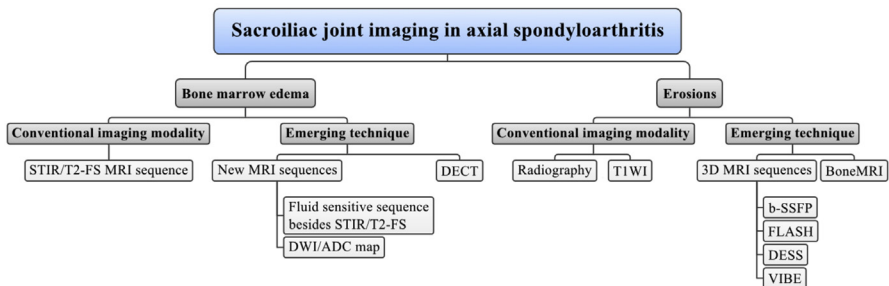 Sacroiliac joint imaging in axial spondyloarthritis
Bone marrow edema
Erosions
Conventional imaging modality
Emerging technique
Conventional imaging modality
Emerging technique
STIR/T2-FS MRI sequence
New MRI sequences
DECT
Radiography
T1WI
3D MRI sequences
BoneMRI
Fluid sensitive sequence
besides STIR/T2-FS
DWI/ADC map
b-SSFP
FLASH
DESS
VIBE